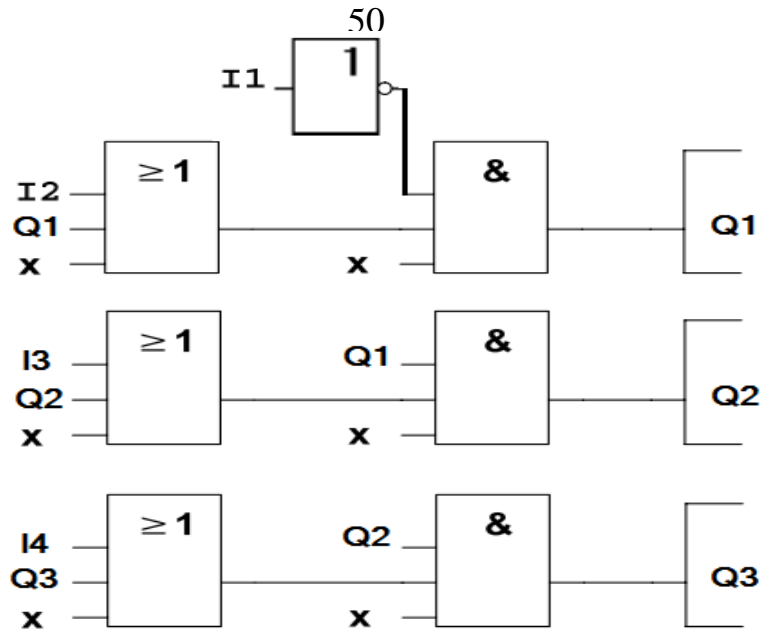 50
1
I1
≥1 &
I2
Q1 Q1
x x
≥1 &
I3 Q1
Q2 Q2
x x
≥1 &
I4 Q2
Q3 Q3
x x